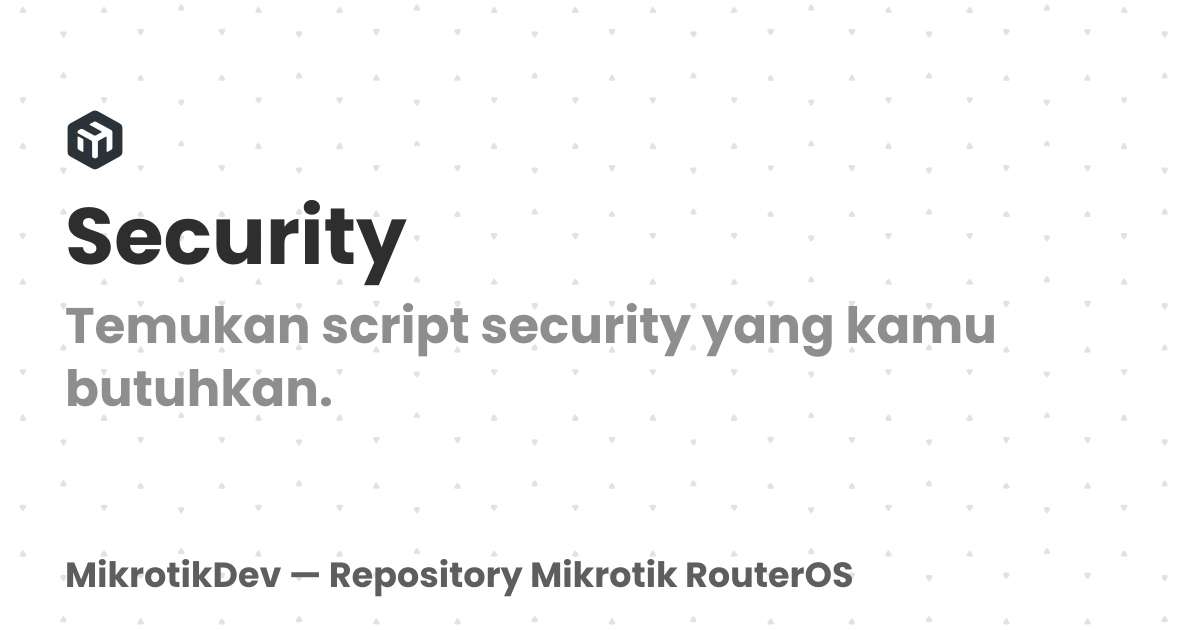 Security
Temukan script security yang kamu
butuhkan.
MikrotikDev — Repository Mikrotik RouterOS